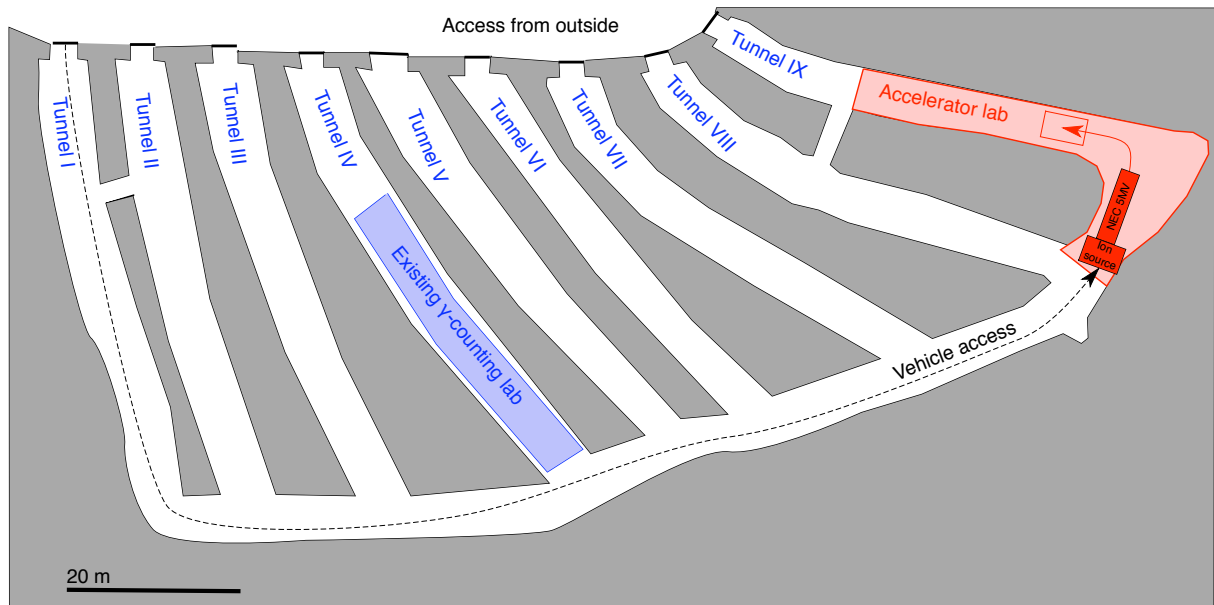 Access from outside
Tunnel I
Tunnel II
Tunnel III
Tunnel IV
Tunnel V
Tunnel VI
Tunnel VII
Tunnel VIII
Tunnel IX
Accelerator lab
NEC 5MV
Ion
source
Existing γ-counting lab
Vehicle access
20 m